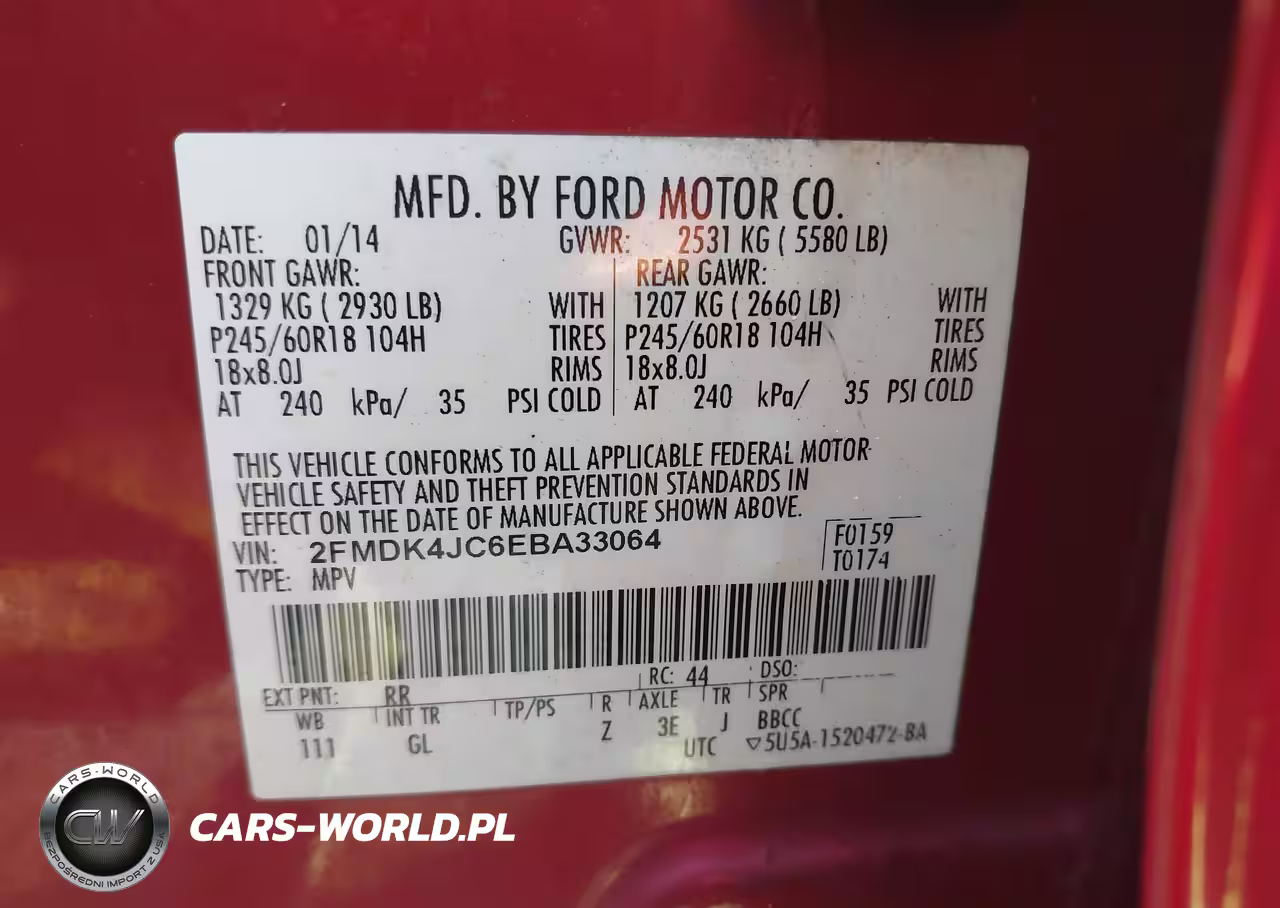 MFD. BY FORD MOTOR CO.
DATE: 01/14 GVWR: 2531 KG ( 5580 LB)
FRONT GAWR: REAR GAWR:
1329 KG ( 2930 LB) WITH 1207 KG ( 2660 LB) WITH
P245/60R18 104H TIRES P245/60R18 104H TIRES
18x8.0J RIMS 18x8.0J RIMS
AT 240 kPa/ 35 PSI COLD AT 240 kPa/ 35 PSI COLD
THIS VEHICLE CONFORMS TO ALL APPLICABLE FEDERAL MOTOR
VEHICLE SAFETY AND THEFT PREVENTION STANDARDS IN
EFFECT ON THE DATE OF MANUFACTURE SHOWN ABOVE.
VIN: 2FMDK4JC6EBA33064 F0159
TYPE: MPV T0174
EXT PNT: RR RC: 44 DSO:
WB INT TR TP/PS R AXLE TR SPR
111 GL Z 3E J BBCC
UTC ▽5U5A-1520472-BA
CARS-WORLD
CW
BEZPOŚREDNI IMPORT Z USA
CARS-WORLD.PL